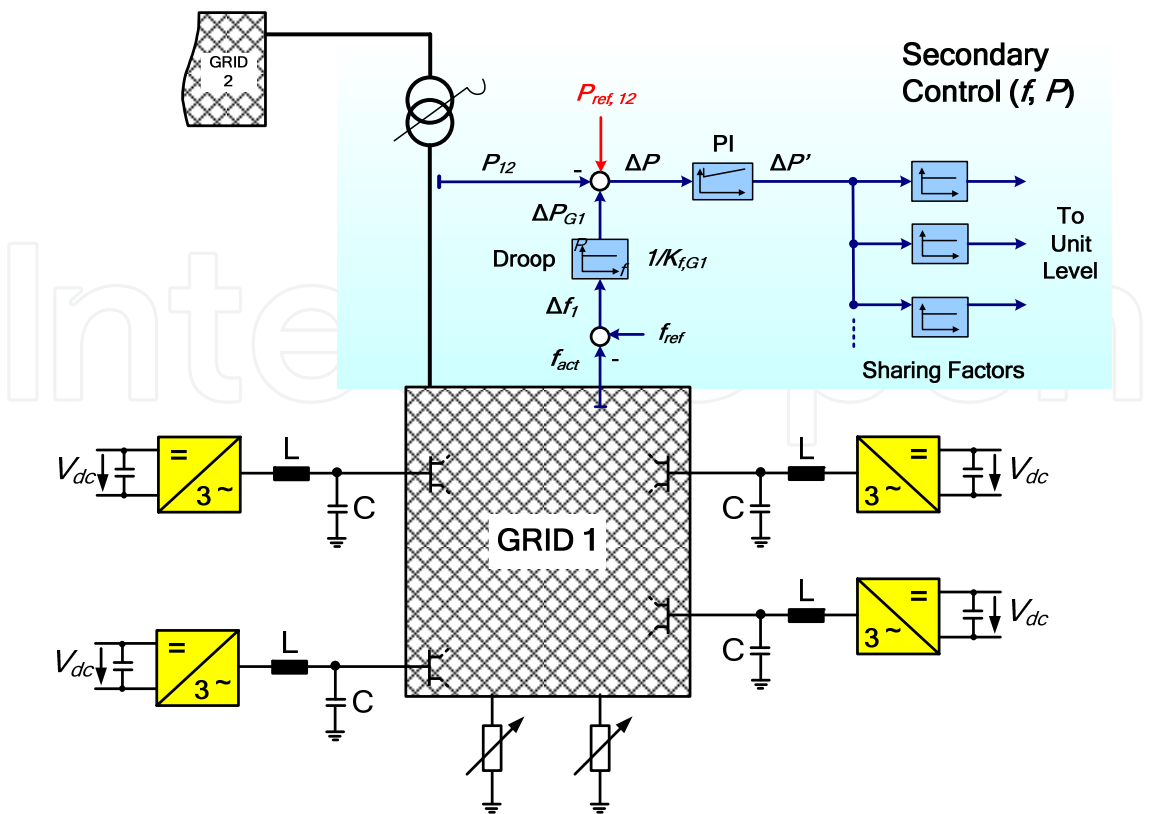 GRID
2
Secondary
Control (f, P)
Pref, 12
PI
P12
-
ΔP
ΔP’
ΔPG1
To
Unit
Level
Droop
P
f
1/Kf,G1
Δf1
fref
fact
-
Sharing Factors
InteOpen
L
L
Vdc
=
3 ~
C
C
=
3 ~
Vdc
GRID 1
L
L
Vdc
=
3 ~
C
C
=
3 ~
Vdc